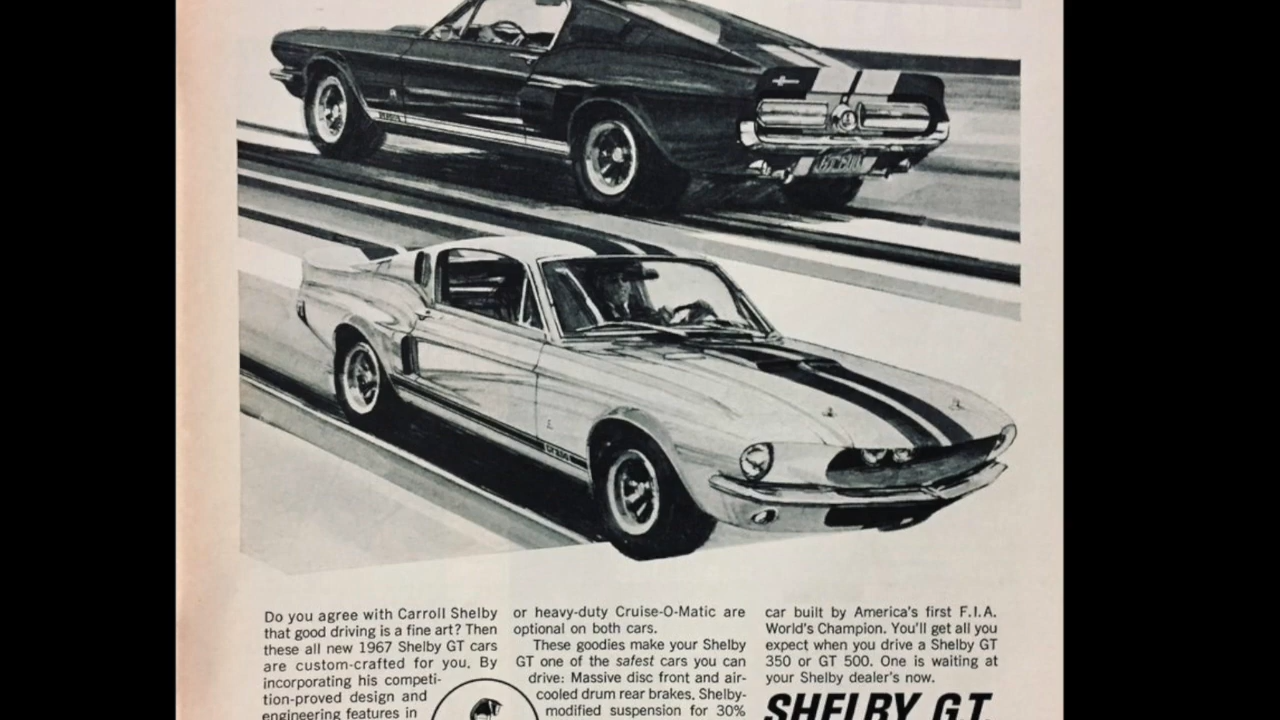 Do you agree with Carroll Shelby
that good driving is a fine art? Then
these all new 1967 Shelby GT cars
are custom-crafted for you. By
incorporating his competi-
tion-proved design and
engineering features in
or heavy-duty Cruise-O-Matic are
optional on both cars.
These goodies make your Shelby
GT one of the safest cars you can
drive: Massive disc front and air-
cooled drum rear brakes. Shelby-
modified suspension for 30%
car built by America's first F.I.A.
World's Champion. You'll get all you
expect when you drive a Shelby GT
350 or GT 500. One is waiting at
your Shelby dealer's now.
SHELBY G.T.